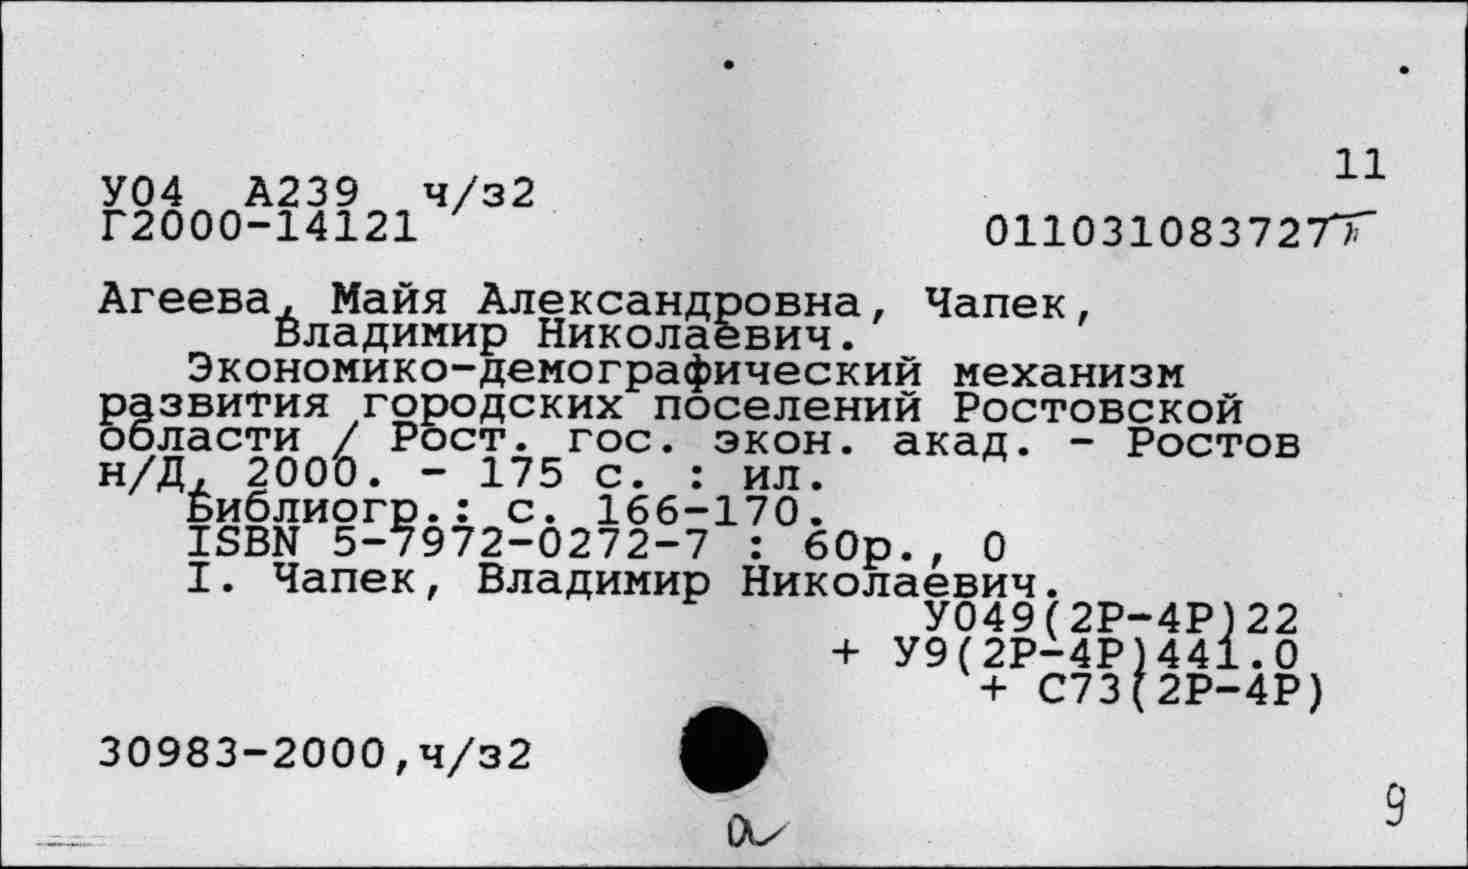 11
У04 А239 ч/з2
Г2000-14121
011031083727
Агеева, Майя Александровна, Чапек,
Владимир Николаевич.
Экономико-демографический механизм
развития городских поселений Ростовской
области / Рост. гос. экон. акад. - Ростов
н/Д, 2000. - 175 с. : ил.
Библиогр.: с. 166-170.
ISBN 5-7972-0272-7 : 60р., 0
I. Чапек, Владимир Николаевич.
У049(2Р-4Р)22
+ У9(2Р-4Р)441.0
+ С73(2Р-4Р)
30983-2000,ч/з2
9